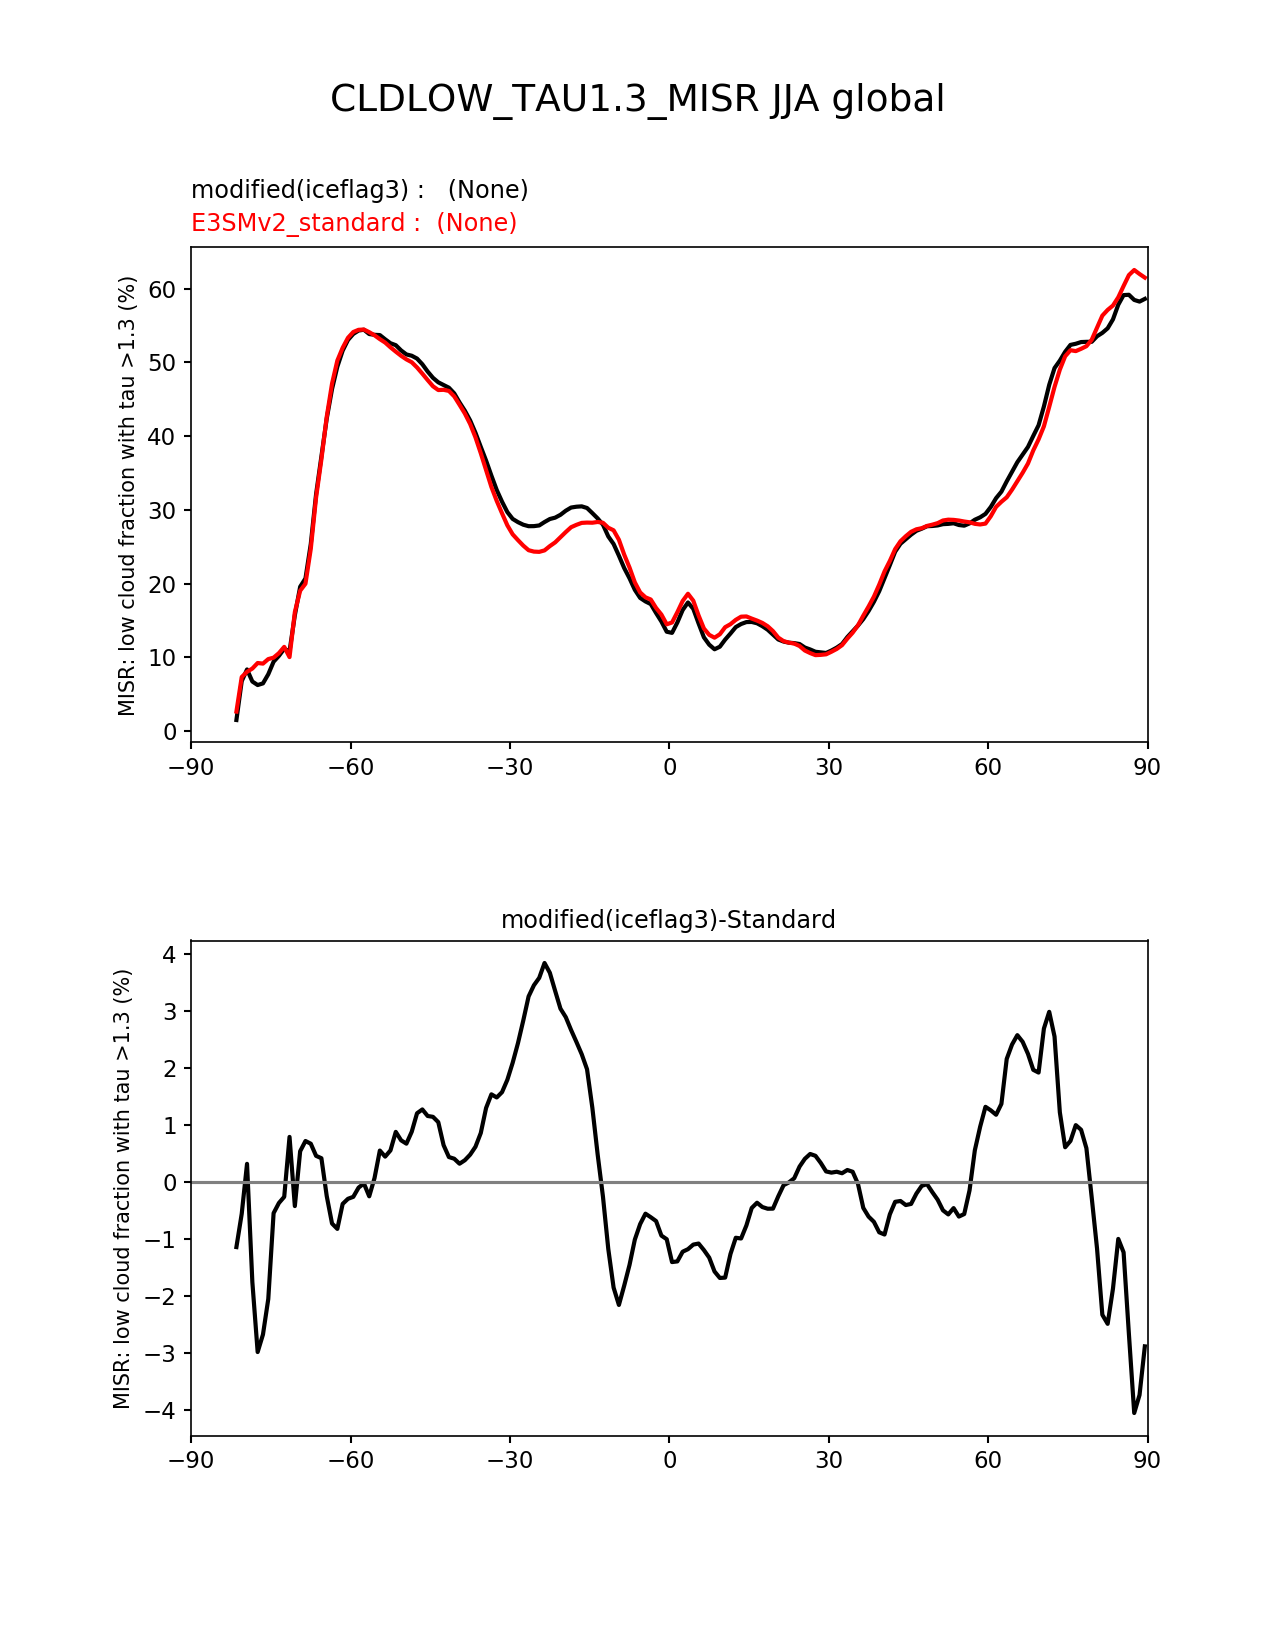 CLDLOW_TAU1.3_MISR JJA global
modified(iceflag3) :   (None)
E3SMv2_standard :  (None)
MISR: low cloud fraction with tau >1.3 (%)
60
50
40
30
20
10
0
−90 −60 −30 0 30 60 90
modified(iceflag3)-Standard
MISR: low cloud fraction with tau >1.3 (%)
4
3
2
1
0
−1
−2
−3
−4
−90 −60 −30 0 30 60 90